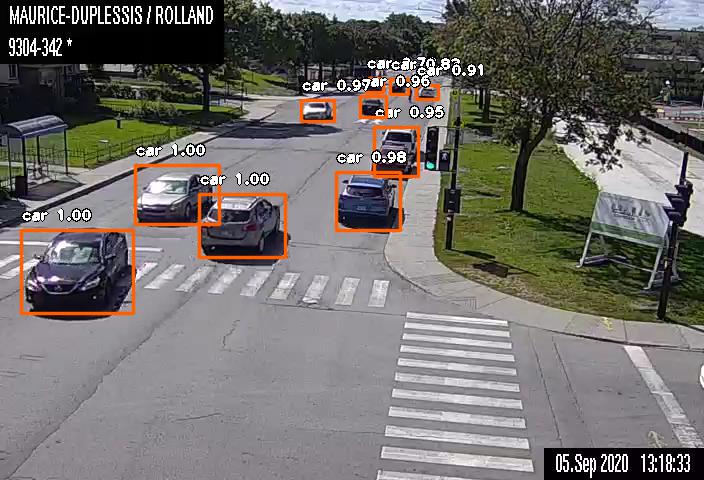 MAURICE-DUPLESSIS / ROLLAND
9304-342 *
car 0.91
car 0.97
car 0.96
car 0.95
car 1.00
car 0.98
car 1.00
car 1.00
05.Sep 2020 13:18:33